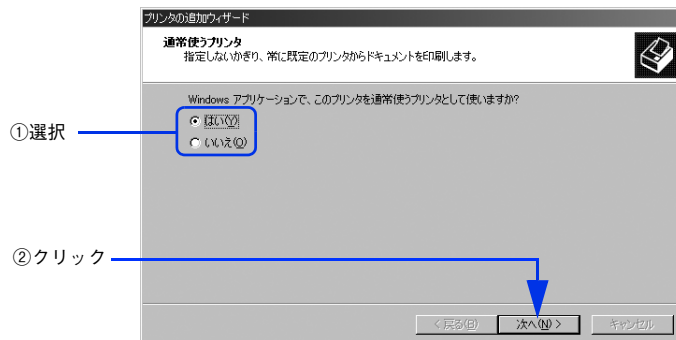 プリンタの追加ウィザード
通常使うプリンタ
指定しないかぎり、常に既定のプリンタからドキュメントを印刷します。
Windows アプリケーションで、このプリンタを通常使うプリンタとして使いますか?
①選択
はい(Y)
いいえ(O)
②クリック
< 戻る(B)
次へ(N) >
キャンセル